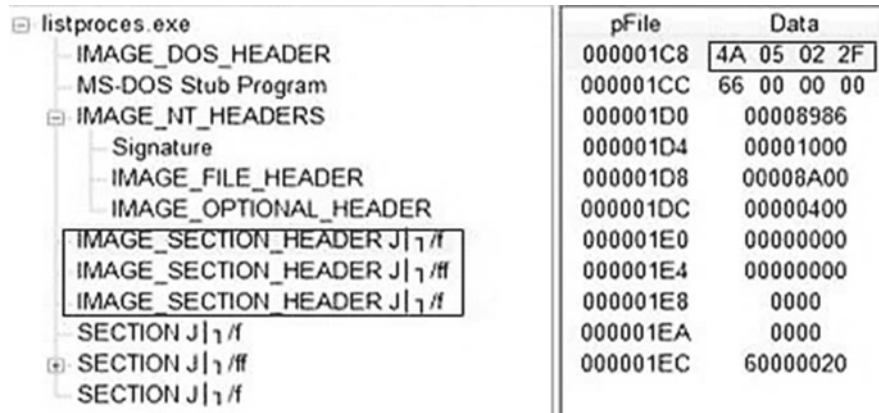 listproces.exe
IMAGE_DOS_HEADER
MS-DOS Stub Program
IMAGE_NT_HEADERS
Signature
IMAGE_FILE_HEADER
IMAGE_OPTIONAL_HEADER
IMAGE_SECTION_HEADER J|┐/f
IMAGE_SECTION_HEADER J|┐/ff
IMAGE_SECTION_HEADER J|┐/f
SECTION J|┐/f
SECTION J|┐/ff
SECTION J|┐/f
pFile Data
000001C8 4A 05 02 2F
000001CC 66 00 00 00
000001D0 00008986
000001D4 00001000
000001D8 00008A00
000001DC 00000400
000001E0 00000000
000001E4 00000000
000001E8 0000
000001EA 0000
000001EC 60000020